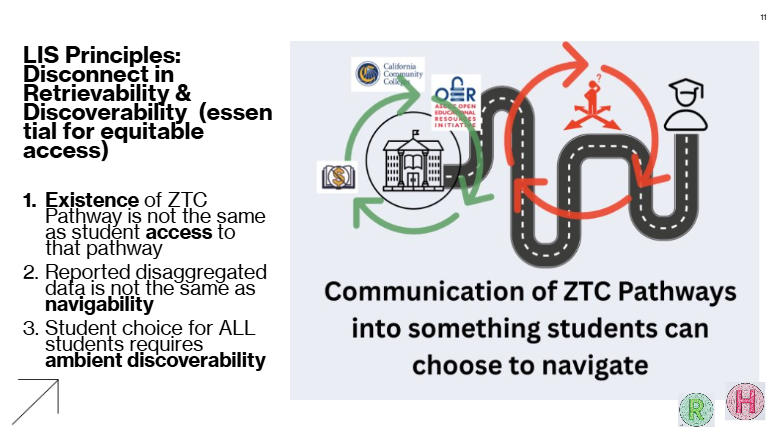 11
LIS Principles:
Disconnect in
Retrievability &
Discoverability (essen
tial for equitable
access)
1. Existence of ZTC
Pathway is not the same
as student access to
that pathway
2. Reported disaggregated
data is not the same as
navigability
3. Student choice for ALL
students requires
ambient discoverability
California
Community
Colleges
OER
ASCCC OPEN
EDUCATIONAL
RESOURCES
INITIATIVE
$
?
Communication of ZTC Pathways
into something students can
choose to navigate
R
H